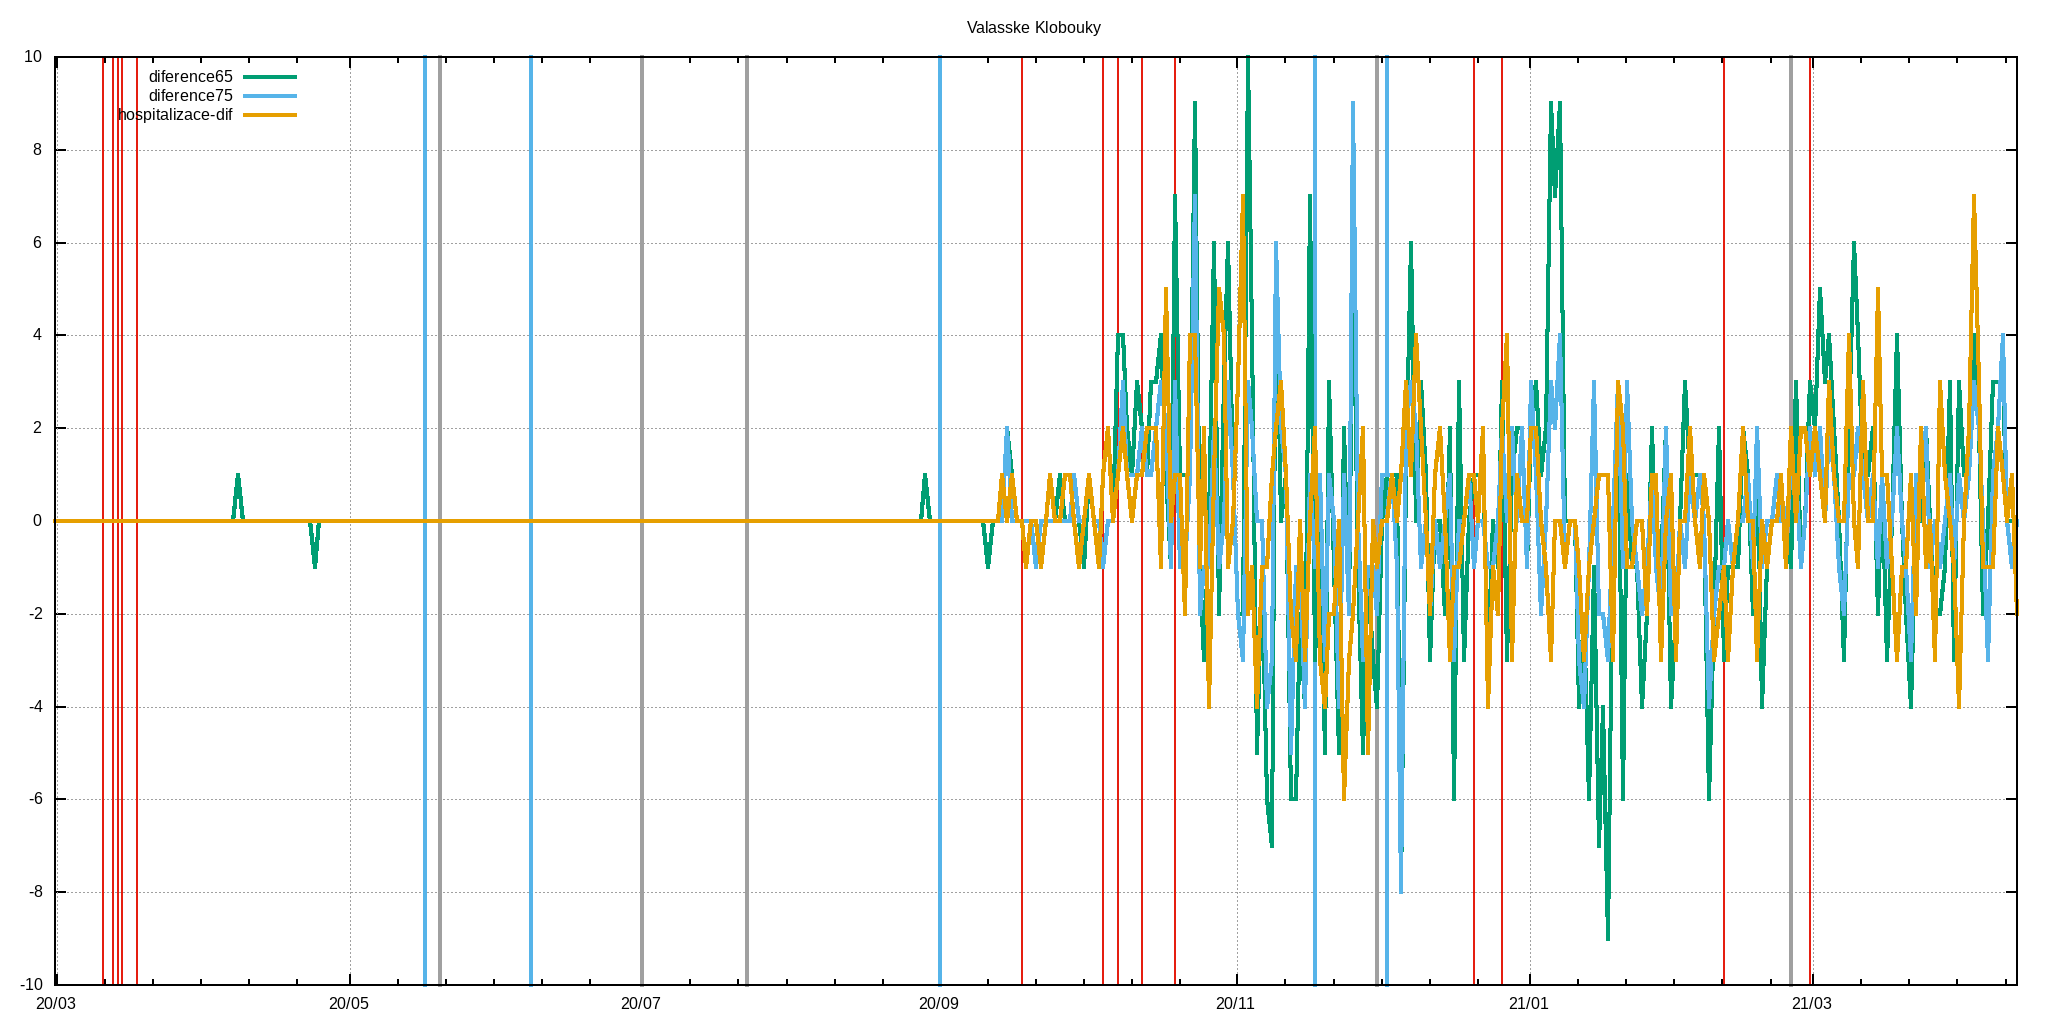 Valasske Klobouky
10
diference65
diference75
hospitalizace-dif
8
6
4
2
0
-2
-4
-6
-8
-10
20/03 20/05 20/07 20/09 20/11 21/01 21/03